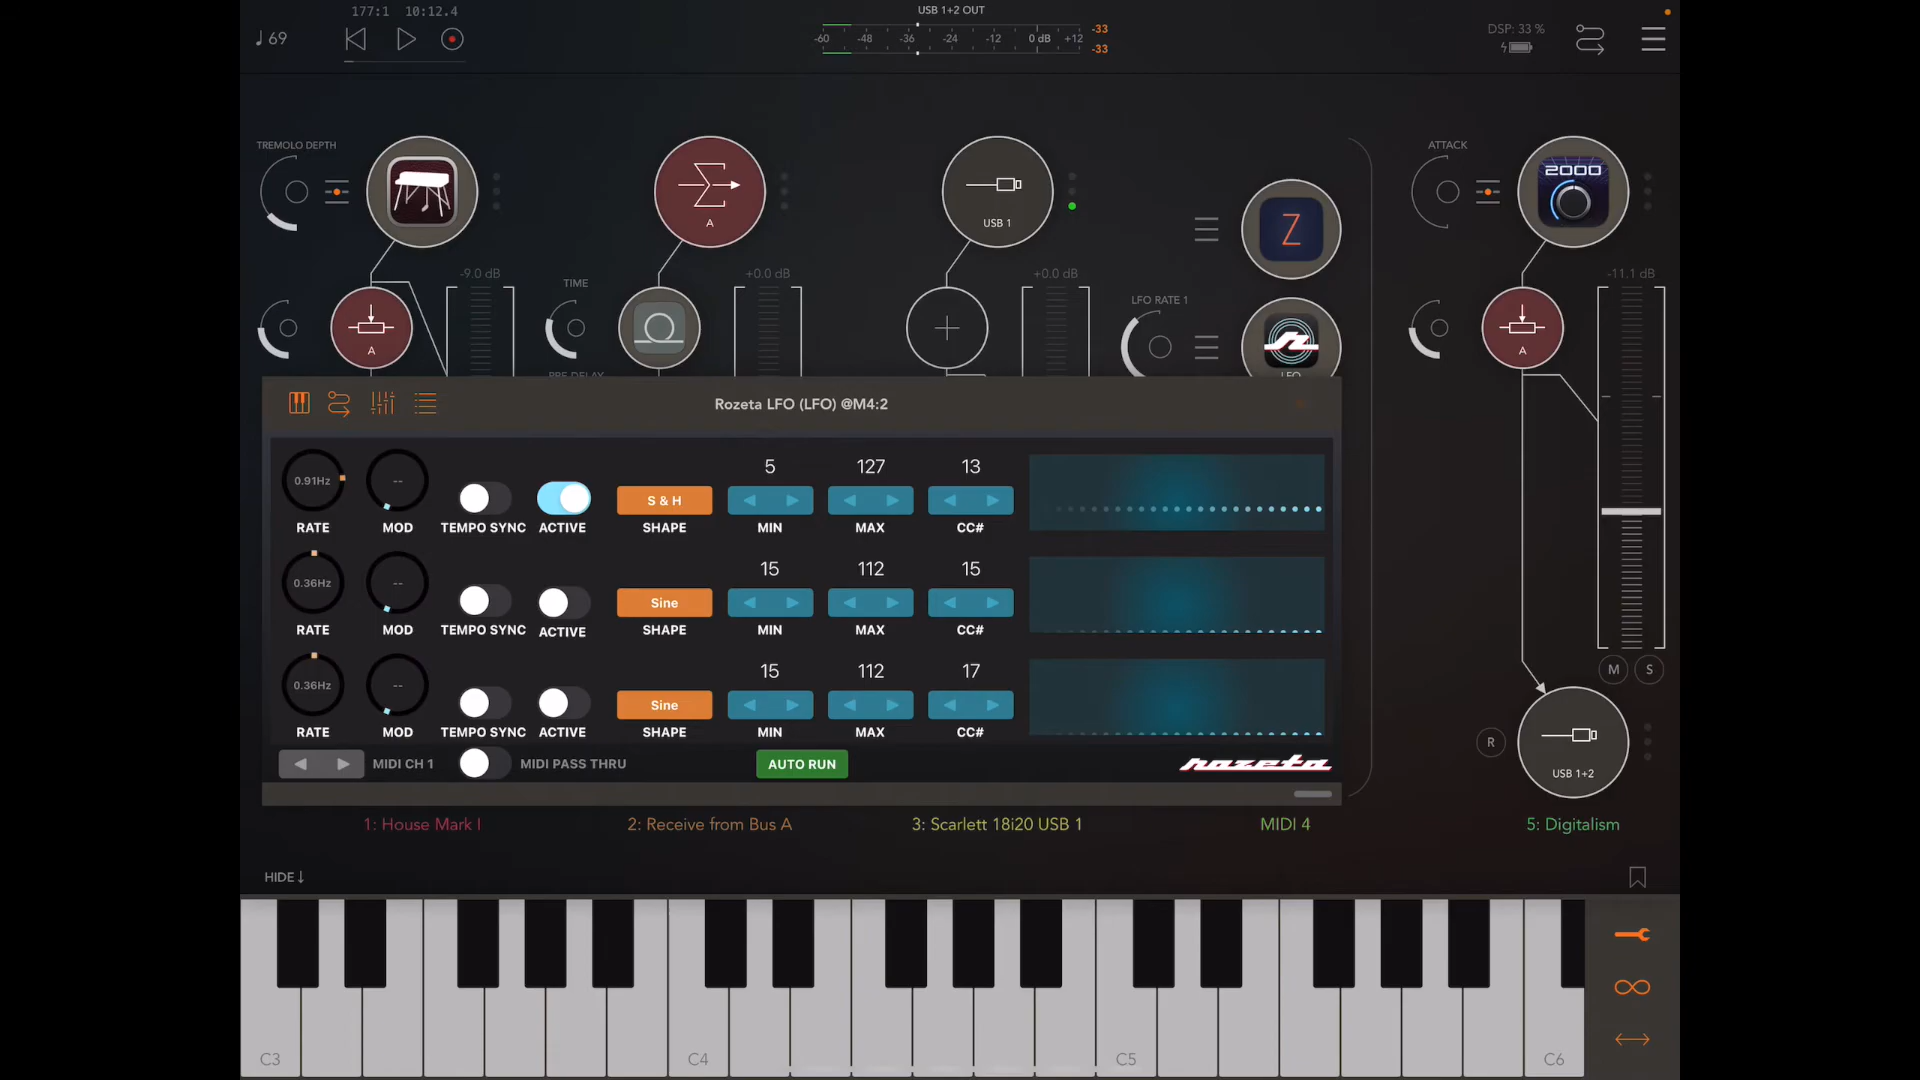 177:1 10:12.4
♩69
USB 1+2 OUT
-60 -48 -36 -24 -12 0 dB +12
-33
-33
DSP: 33 %
TREMOLO DEPTH
ATTACK
2000
A
USB 1
Z
-9.0 dB
TIME
+0.0 dB
+0.0 dB
LFO RATE 1
-11.1 dB
A
A
PRE DELAY
LFO
Rozeta LFO (LFO) @M4:2
5 127 13
0.91Hz -- S & H
RATE MOD TEMPO SYNC ACTIVE SHAPE MIN MAX CC#
15 112 15
0.36Hz -- Sine
RATE MOD TEMPO SYNC ACTIVE SHAPE MIN MAX CC#
15 112 17
0.36Hz -- Sine
RATE MOD TEMPO SYNC ACTIVE SHAPE MIN MAX CC#
MIDI CH 1 MIDI PASS THRU AUTO RUN rozeta
M S
R
USB 1+2
1: House Mark I
2: Receive from Bus A
3: Scarlett 18i20 USB 1
MIDI 4
5: Digitalism
HIDE↓
C3 C4 C5 C6